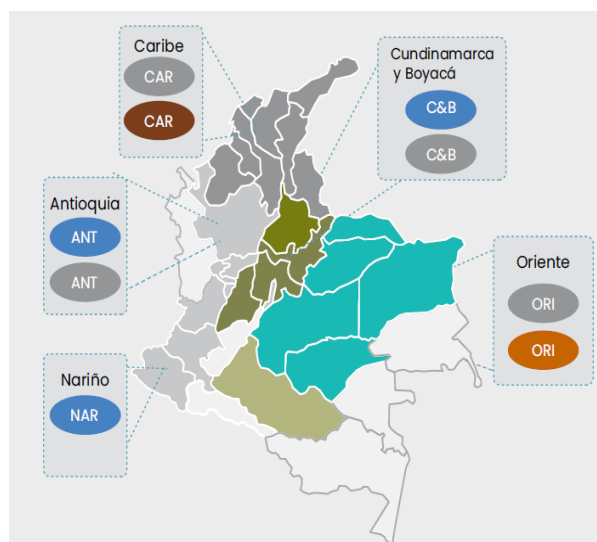 Caribe
CAR
CAR
Cundinamarca
y Boyacá
C&B
C&B
Antioquia
ANT
ANT
Oriente
ORI
ORI
Nariño
NAR